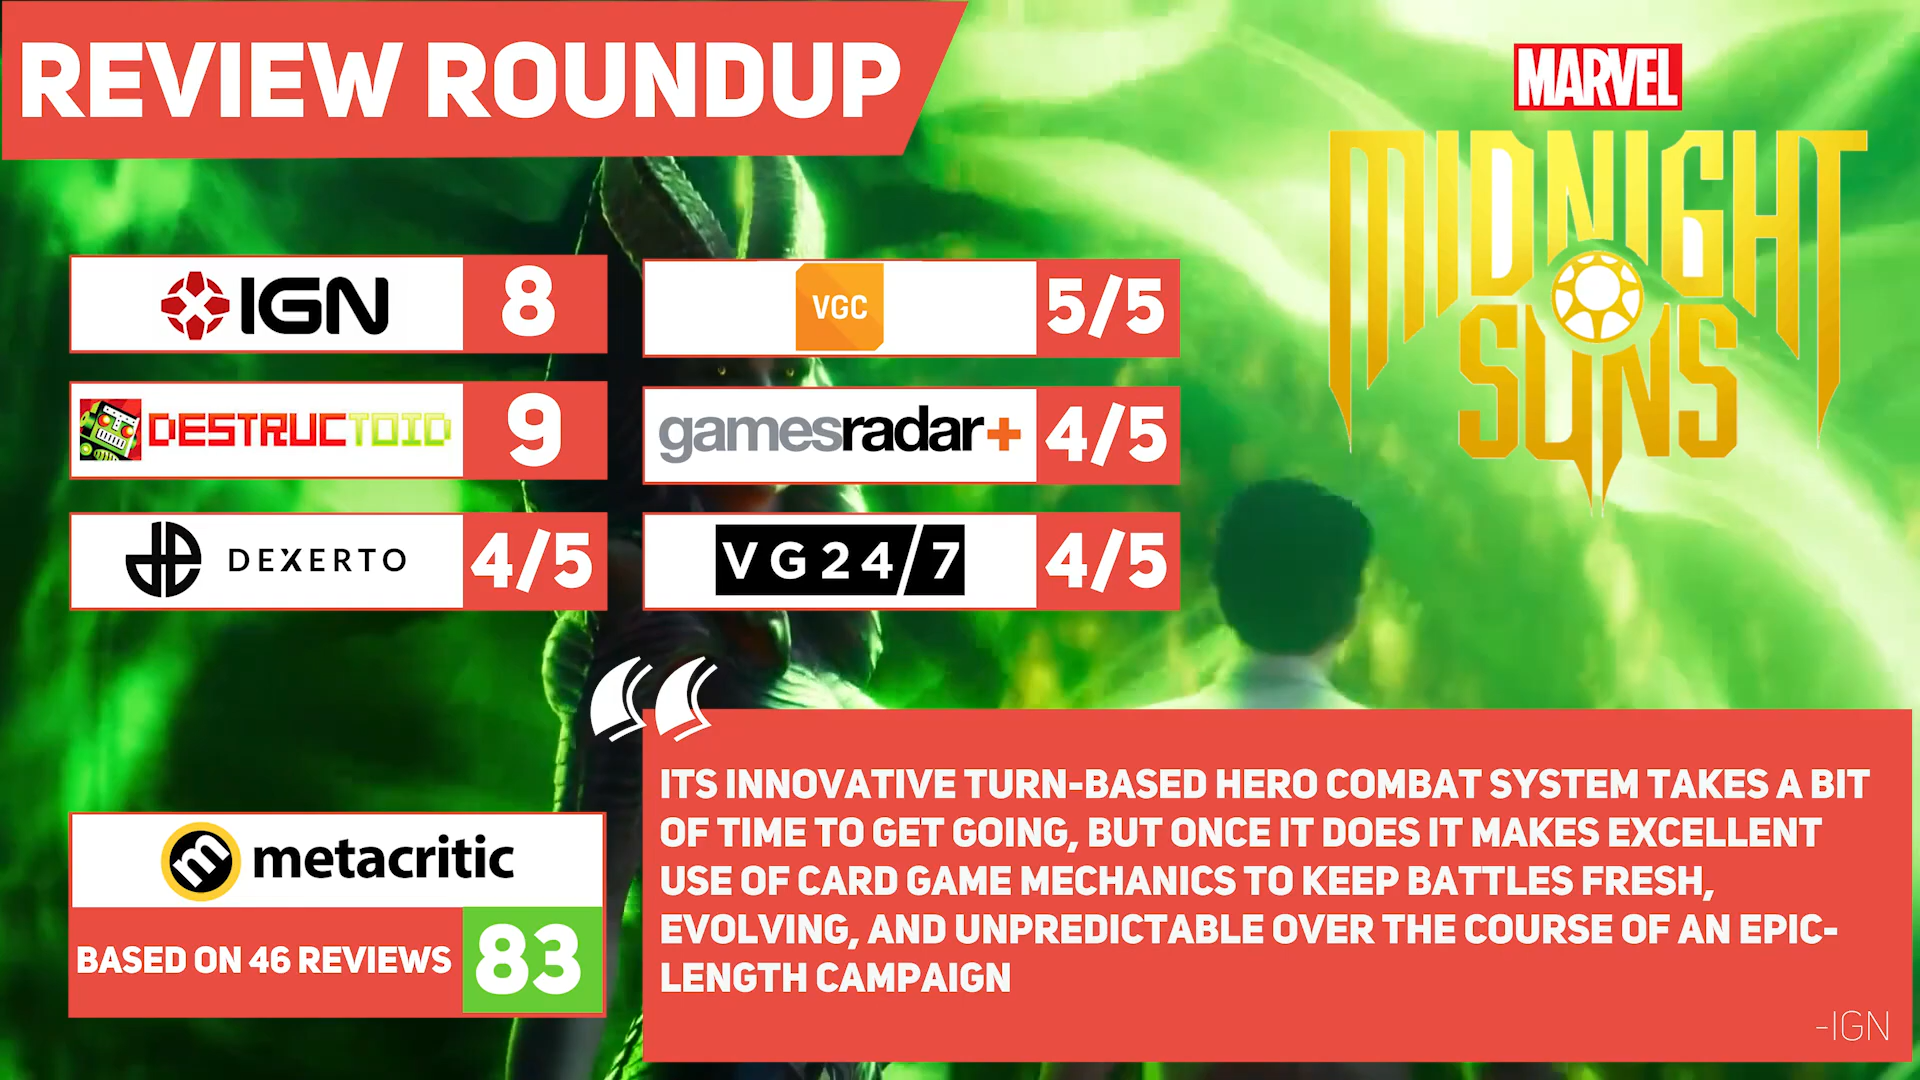 REVIEW ROUNDUP
MARVEL
MIDNIGHT
SUNS
IGN 8
VGC 5/5
DESTRUCTOID 9
gamesradar+ 4/5
DEXERTO 4/5
VG24/7 4/5
metacritic
BASED ON 46 REVIEWS 83
ITS INNOVATIVE TURN-BASED HERO COMBAT SYSTEM TAKES A BIT
OF TIME TO GET GOING, BUT ONCE IT DOES IT MAKES EXCELLENT
USE OF CARD GAME MECHANICS TO KEEP BATTLES FRESH,
EVOLVING, AND UNPREDICTABLE OVER THE COURSE OF AN EPIC-
LENGTH CAMPAIGN
-IGN